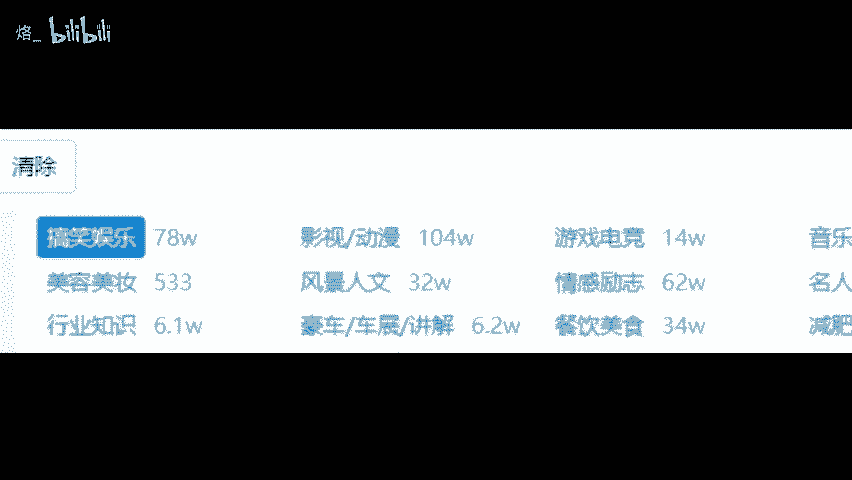 烙_ bilibili
清除
搞笑娱乐 78w 影视/动漫 104w 游戏电竞 14w 音乐
美容美妆 533 风景人文 32w 情感励志 62w 名人
行业知识 6.1w 豪车/车展/讲解 6.2w 餐饮美食 34w 减肥